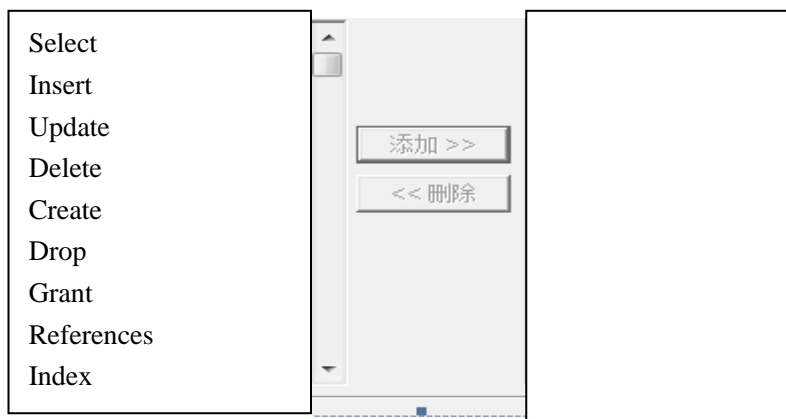 Select
Insert
Update
Delete
Create
Drop
Grant
References
Index
添加 >>
<< 删除